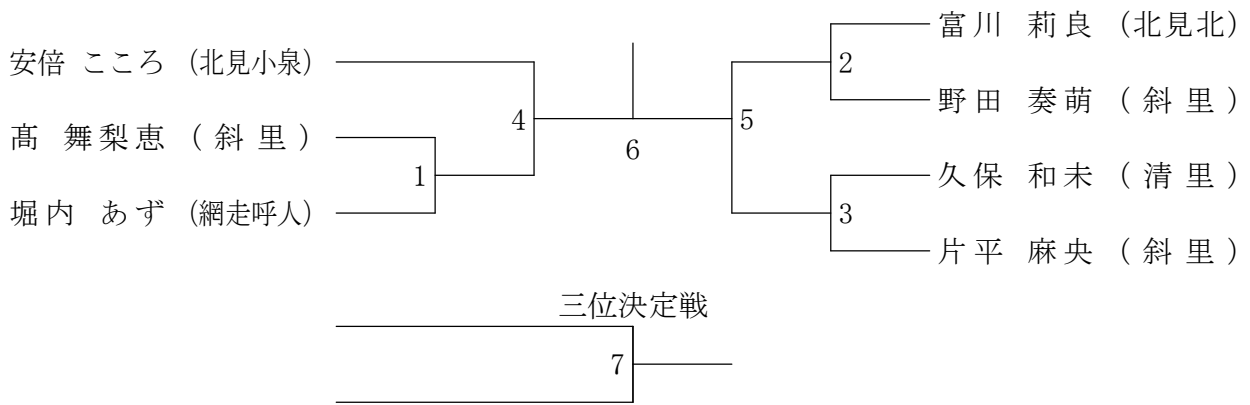 安倍 こころ (北見小泉)
髙 舞梨恵 (斜里)
堀内 あず (網走呼人)
1
4
6
5
2
3
富川 莉良 (北見北)
野田 奏萌 (斜里)
久保 和未 (清里)
片平 麻央 (斜里)
三位決定戦
7